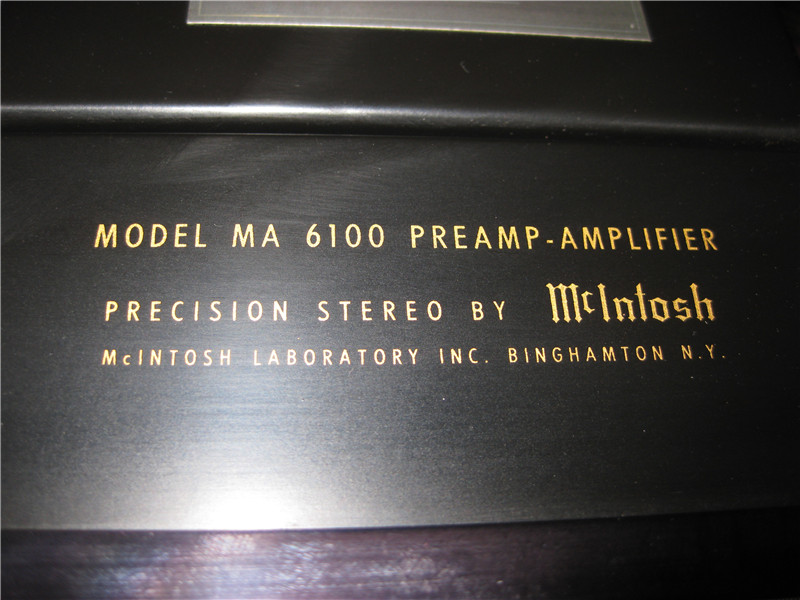 MODEL MA 6100 PREAMP-AMPLIFIER
PRECISION STEREO BY McIntosh
McINTOSH LABORATORY INC. BINGHAMTON N.Y.